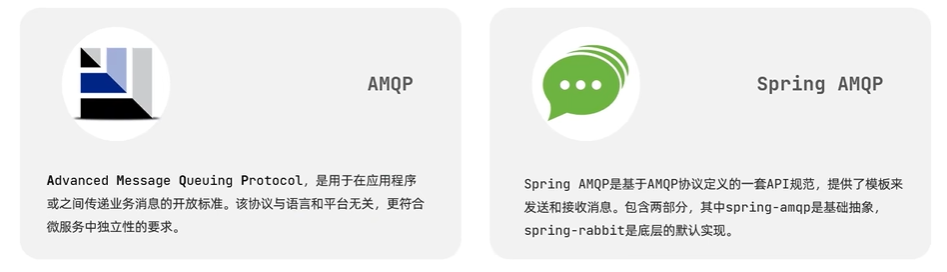 AMQP
Advanced Message Queuing Protocol，是用于在应用程序
或之间传递业务消息的开放标准。该协议与语言和平台无关，更符合
微服务中独立性的要求。
Spring AMQP
Spring AMQP是基于AMQP协议定义的一套API规范，提供了模板来
发送和接收消息。包含两部分，其中spring-amqp是基础抽象，
spring-rabbit是底层的默认实现。